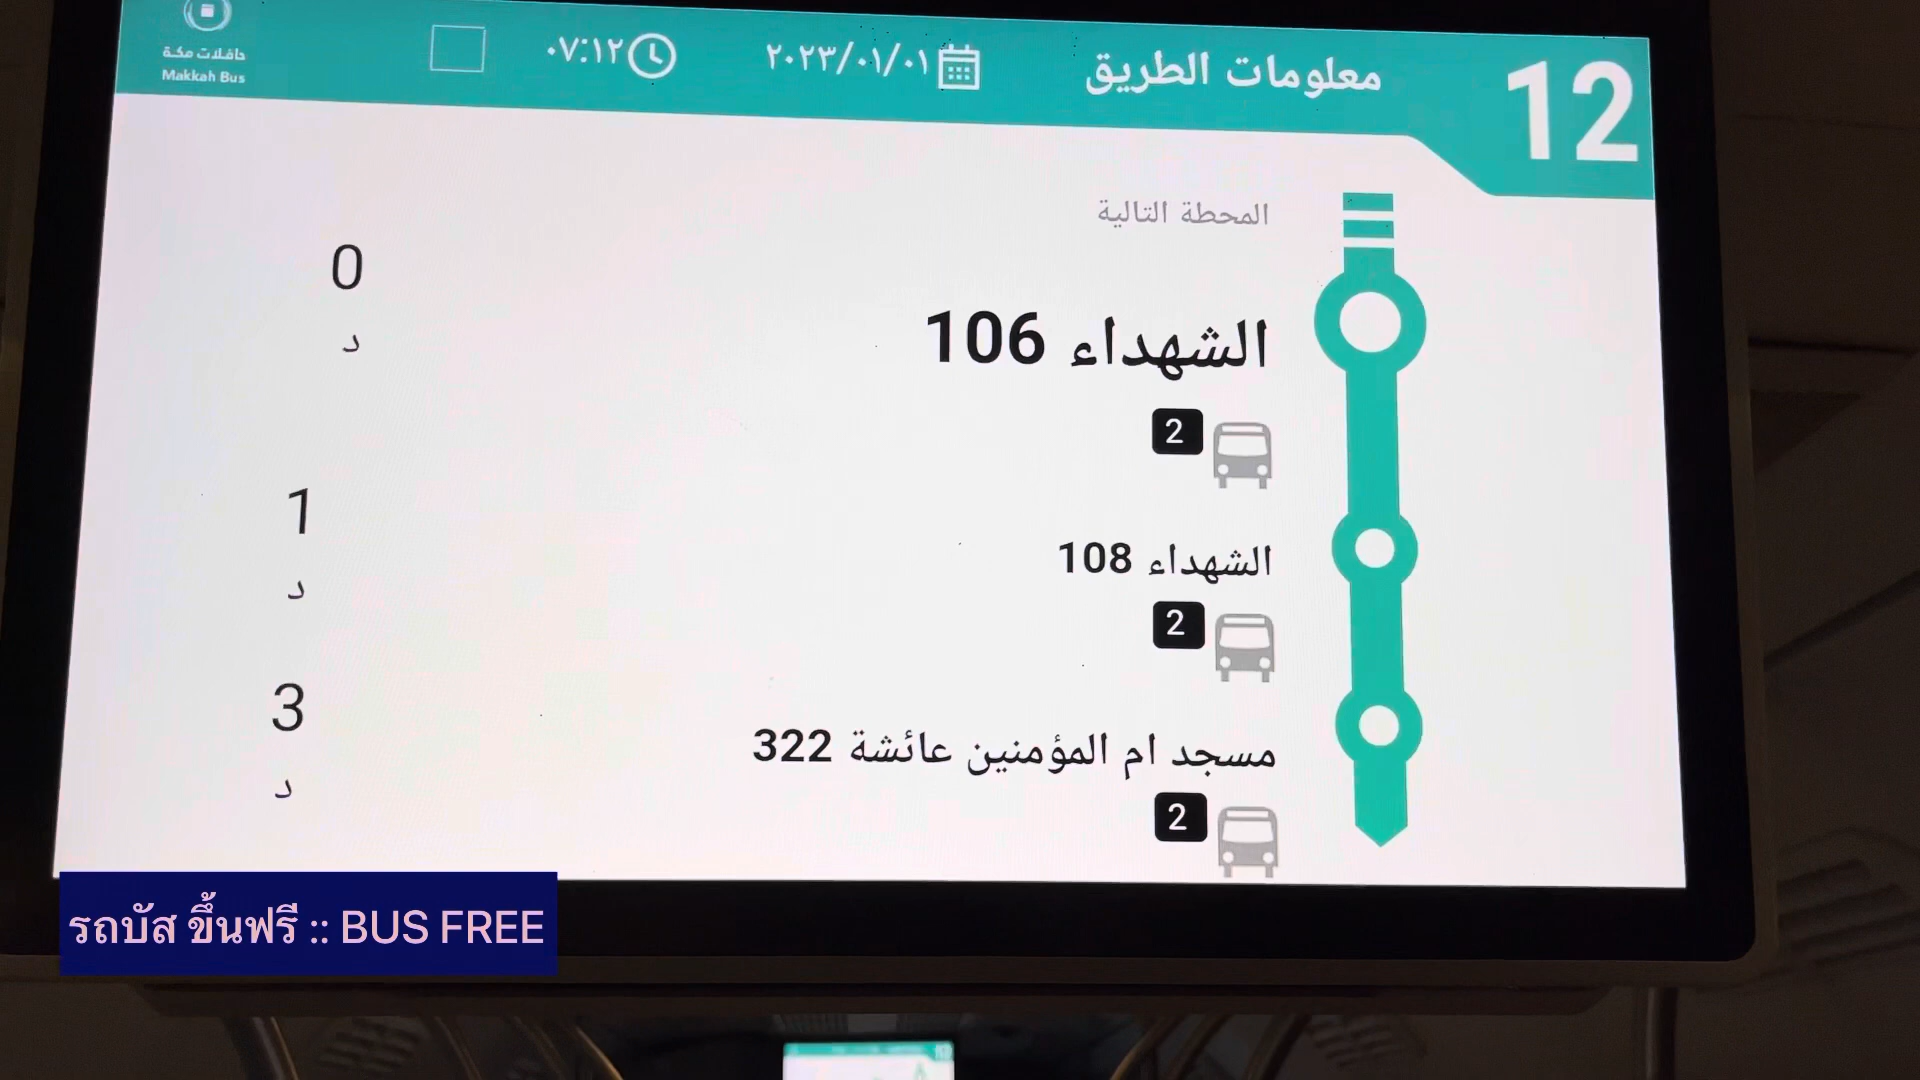 12
معلومات الطريق
٢٠٢٣/٠١/٠١
٠٧:١٢
حافلات مكة
Makkah Bus
المحطة التالية
الشهداء 106
0
د
2
الشهداء 108
1
د
2
مسجد ام المؤمنين عائشة 322
3
د
2
รถบัส ขึ้นฟรี :: BUS FREE